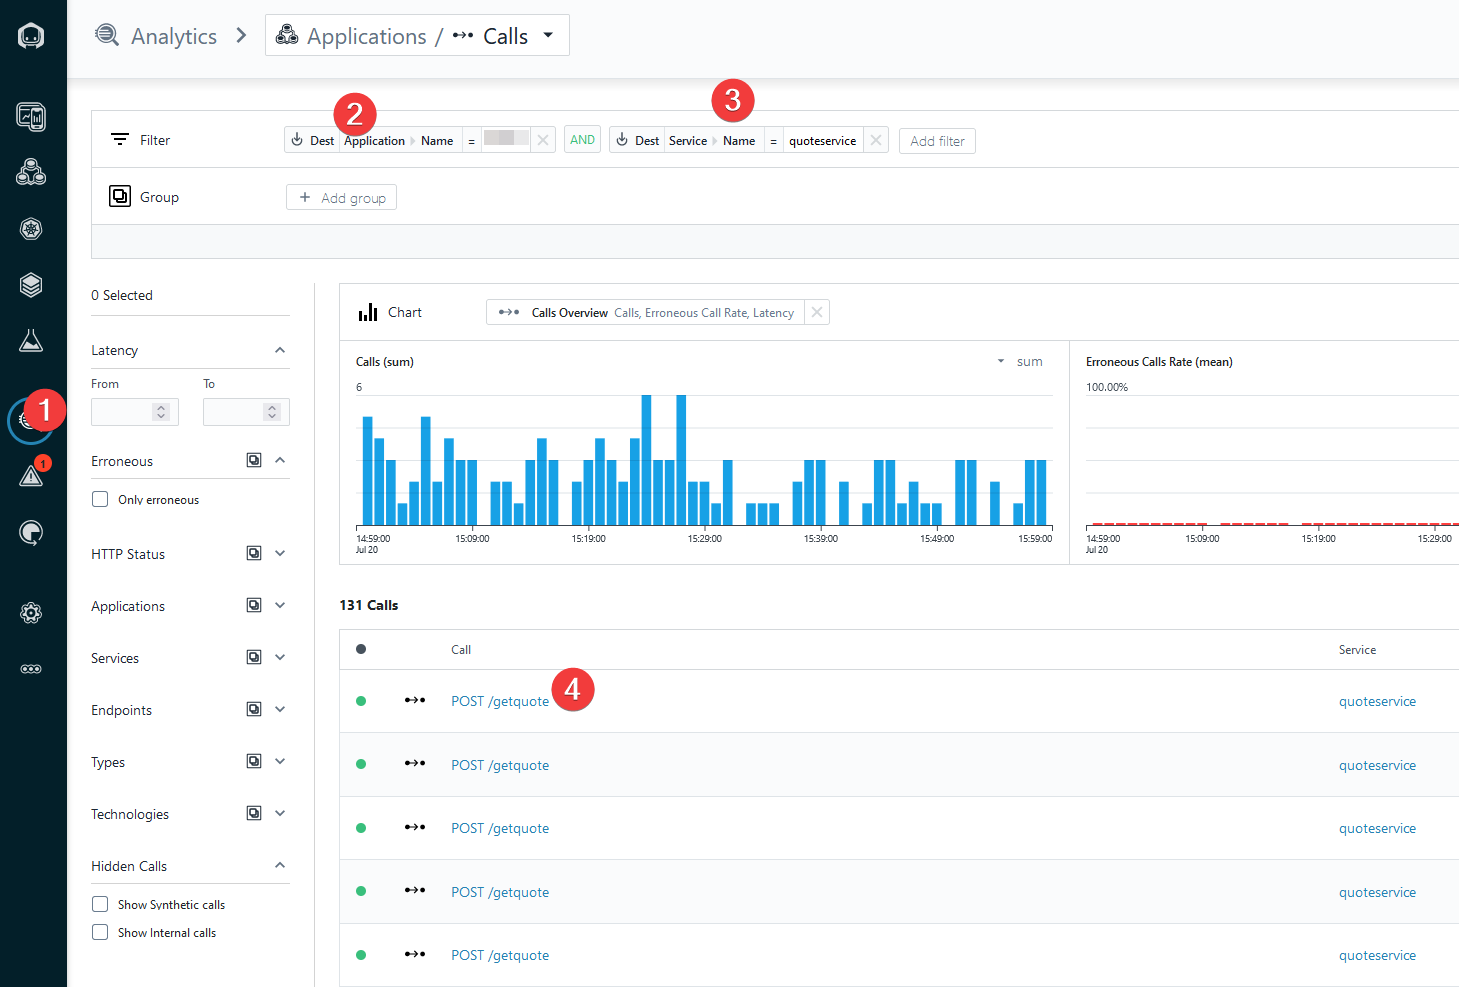 Analytics > Applications / Calls
2
3
Filter
Dest Application Name = AND Dest Service Name = quoteservice Add filter
Group
+ Add group
0 Selected
Chart
Calls Overview Calls, Erroneous Call Rate, Latency
Latency
From To
1
Erroneous
1
Only erroneous
HTTP Status
Applications
Services
Endpoints
Types
Technologies
Hidden Calls
Show Synthetic calls
Show Internal calls
Calls (sum)
sum
6
14:59:00 15:09:00 15:19:00 15:29:00 15:39:00 15:49:00 15:59:00
Jul 20
Erroneous Calls Rate (mean)
100.00%
14:59:00 15:09:00 15:19:00 15:29:00
Jul 20
131 Calls
Call Service
POST /getquote 4 quoteservice
POST /getquote quoteservice
POST /getquote quoteservice
POST /getquote quoteservice
POST /getquote quoteservice